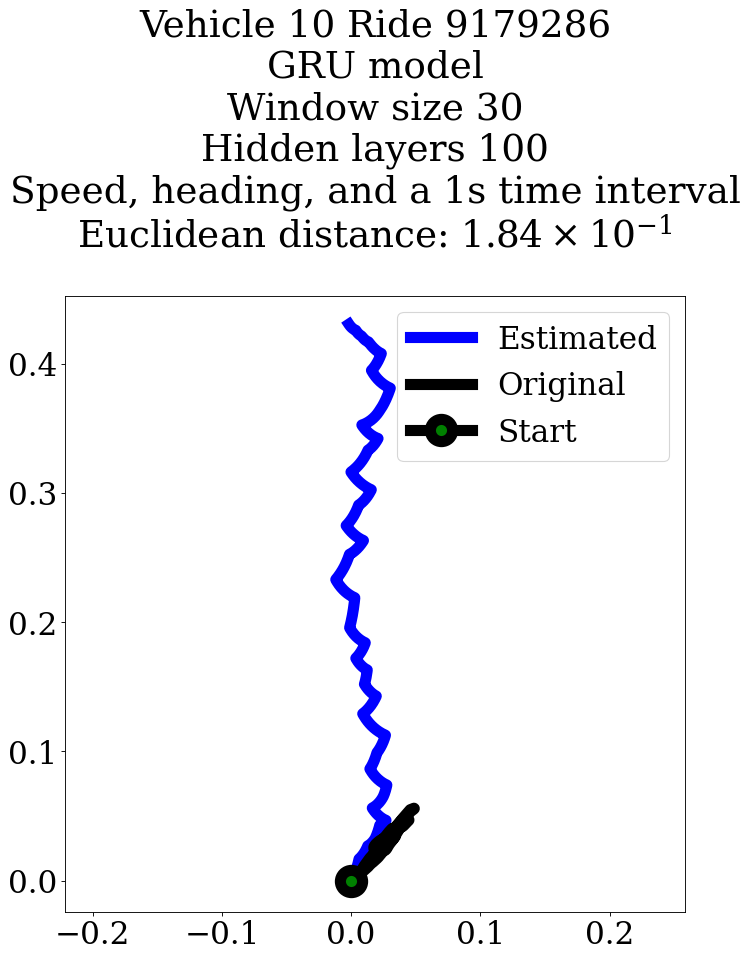 Vehicle 10 Ride 9179286
GRU model
Window size 30
Hidden layers 100
Speed, heading, and a 1s time interval
Euclidean distance: 1.84 × 10⁻¹
Estimated
Original
Start
0.4
0.3
0.2
0.1
0.0
−0.2 −0.1 0.0 0.1 0.2